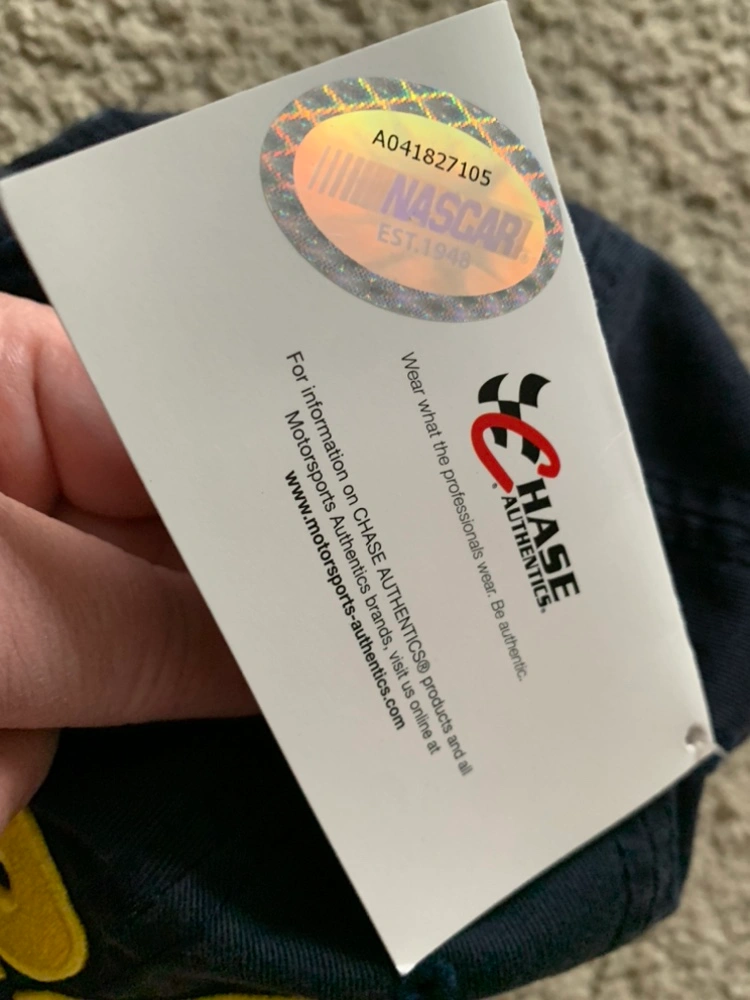 A041827105
NASCAR
EST.1948
CHASE
AUTHENTICS®
Wear what the professionals wear. Be authentic.
For information on CHASE AUTHENTICS® products and all
Motorsports Authentics brands, visit us online at
www.motorsports-authentics.com